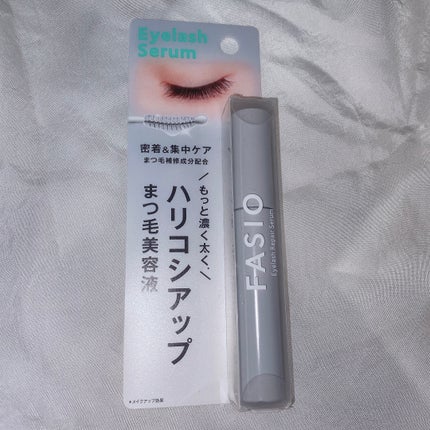 Eyelash
Serum
密着&集中ケア
まつ毛補修成分配合
\もっと濃く太く、/
ハリコシアップ
まつ毛美容液
*メイクアップ効果
FASIO
Eyelash Repair Serum